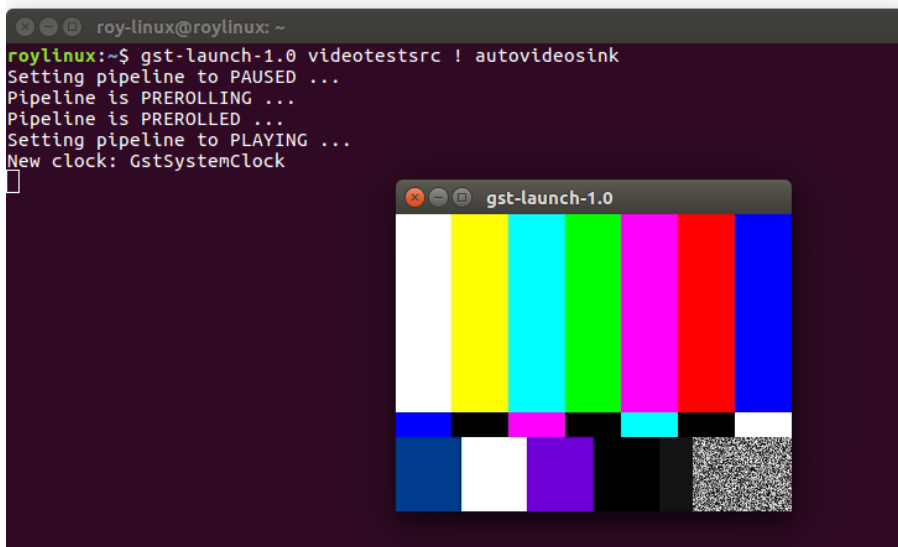 roy-linux@roylinux: ~
roylinux:~$ gst-launch-1.0 videotestsrc ! autovideosink
Setting pipeline to PAUSED ...
Pipeline is PREROLLING ...
Pipeline is PREROLLED ...
Setting pipeline to PLAYING ...
New clock: GstSystemClock
gst-launch-1.0